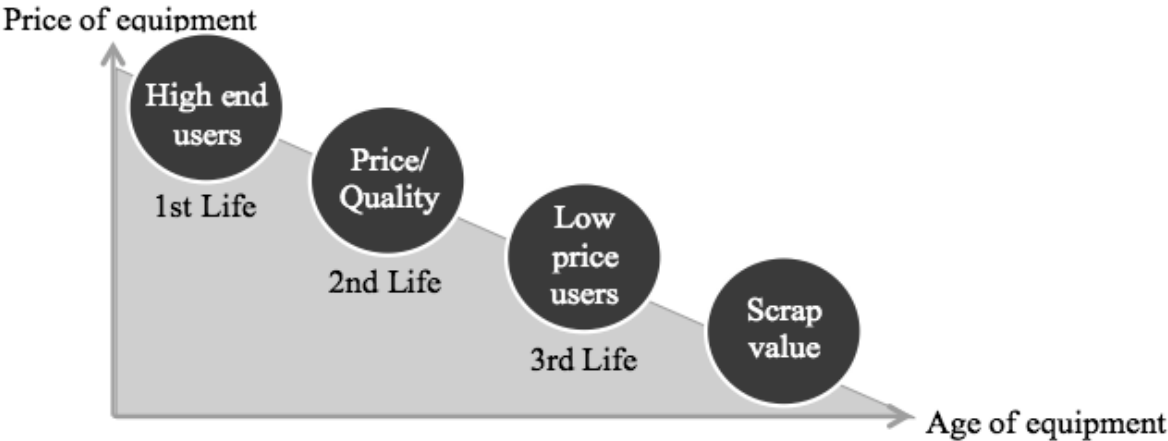 Price of equipment
High end
users
1st Life
Price/
Quality
2nd Life
Low
price
users
3rd Life
Scrap
value
Age of equipment